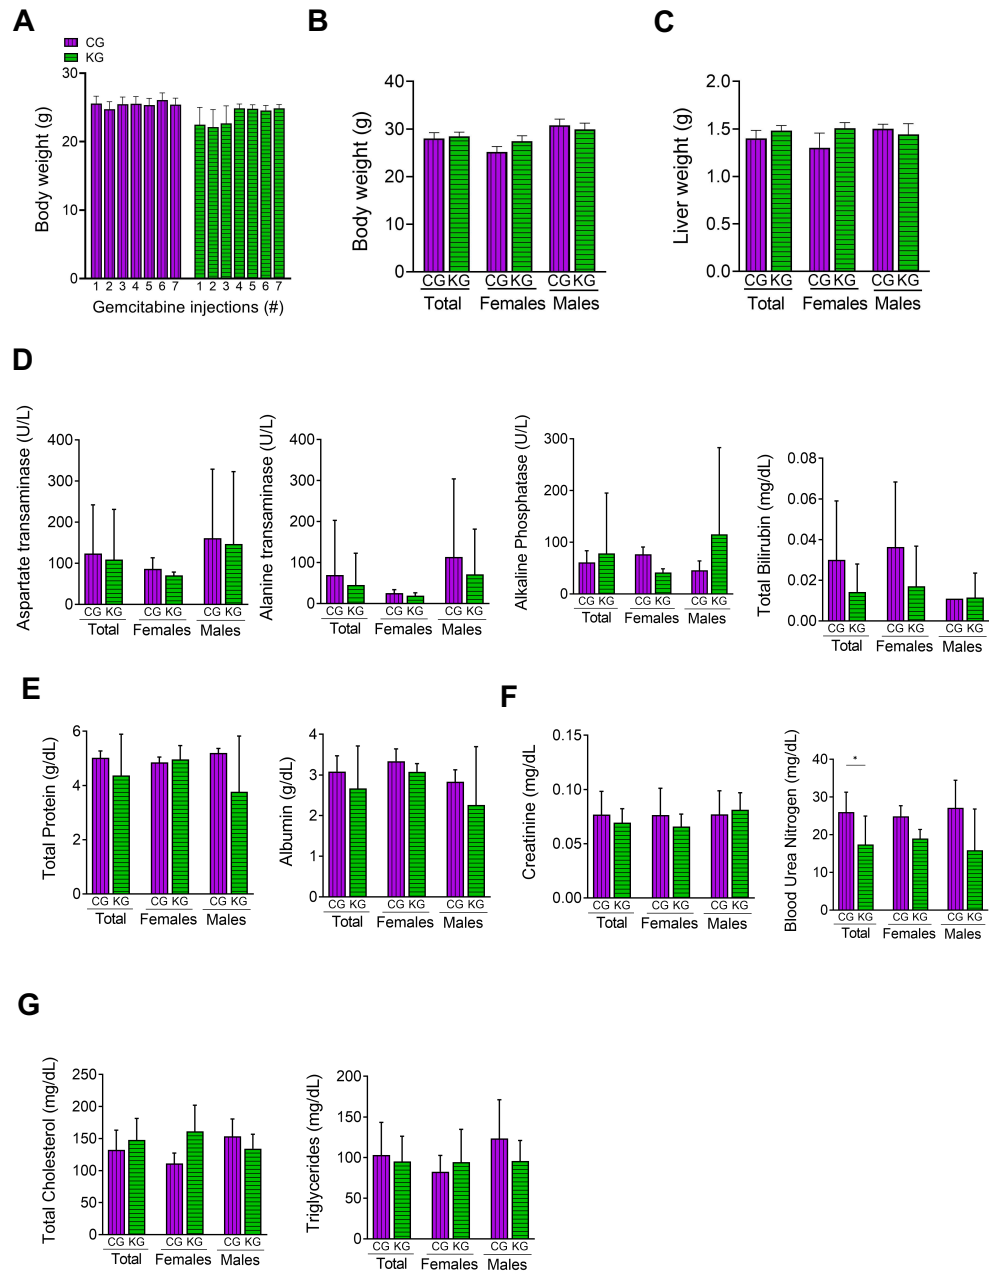 A
CG
KG
Body weight (g)
30
20
10
0
1 2 3 4 5 6 7 1 2 3 4 5 6 7
Gemcitabine injections (#)
B
Body weight (g)
40
30
20
10
0
CG KG CG KG CG KG
Total Females Males
C
Liver weight (g)
2.0
1.5
1.0
0.5
0.0
CG KG CG KG CG KG
Total Females Males
D
Aspartate transaminase (U/L)
400
300
200
100
0
CG KG CG KG CG KG
Total Females Males
Alanine transaminase (U/L)
400
300
200
100
0
CG KG CG KG CG KG
Total Females Males
Alkaline Phosphatase (U/L)
300
200
100
0
CG KG CG KG CG KG
Total Females Males
Total Bilirubin (mg/dL)
0.08
0.06
0.04
0.02
0.00
CG KG CG KG CG KG
Total Females Males
E
Total Protein (g/dL)
6
4
2
0
CG KG CG KG CG KG
Total Females Males
Albumin (g/dL)
4
3
2
1
0
CG KG CG KG CG KG
Total Females Males
F
Creatinine (mg/dL
0.15
0.10
0.05
0.00
CG KG CG KG CG KG
Total Females Males
Blood Urea Nitrogen (mg/dL)
40
30
20
10
0
*
CG KG CG KG CG KG
Total Females Males
G
Total Cholesterol (mg/dL)
250
200
150
100
50
0
CG KG CG KG CG KG
Total Females Males
Triglycerides (mg/dL)
200
150
100
50
0
CG KG CG KG CG KG
Total Females Males